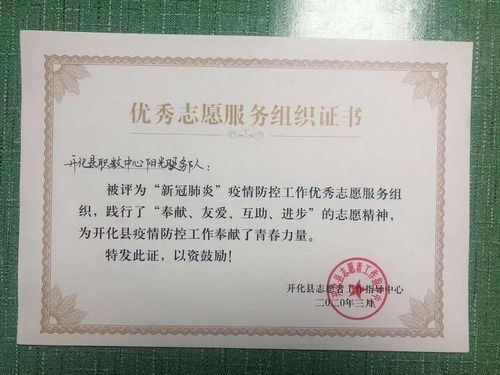 优秀志愿服务组织证书
开化县职教中心阳光服务队：
被评为“新冠肺炎”疫情防控工作优秀志愿服务组
织，践行了“奉献、友爱、互助、进步”的志愿精神，
为开化县疫情防控工作奉献了青春力量。
特发此证，以资鼓励！
开化县志愿者工作指导中心
二〇二〇年三月